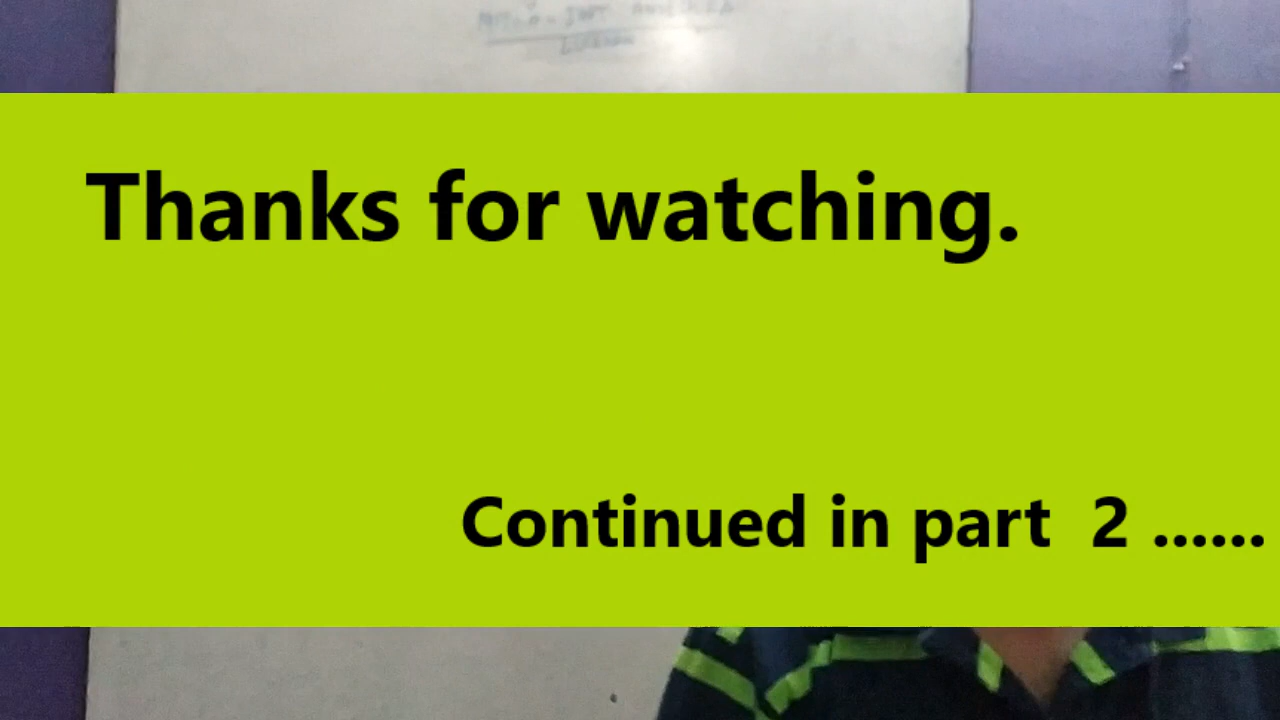 Thanks for watching.
Continued in part 2 ......